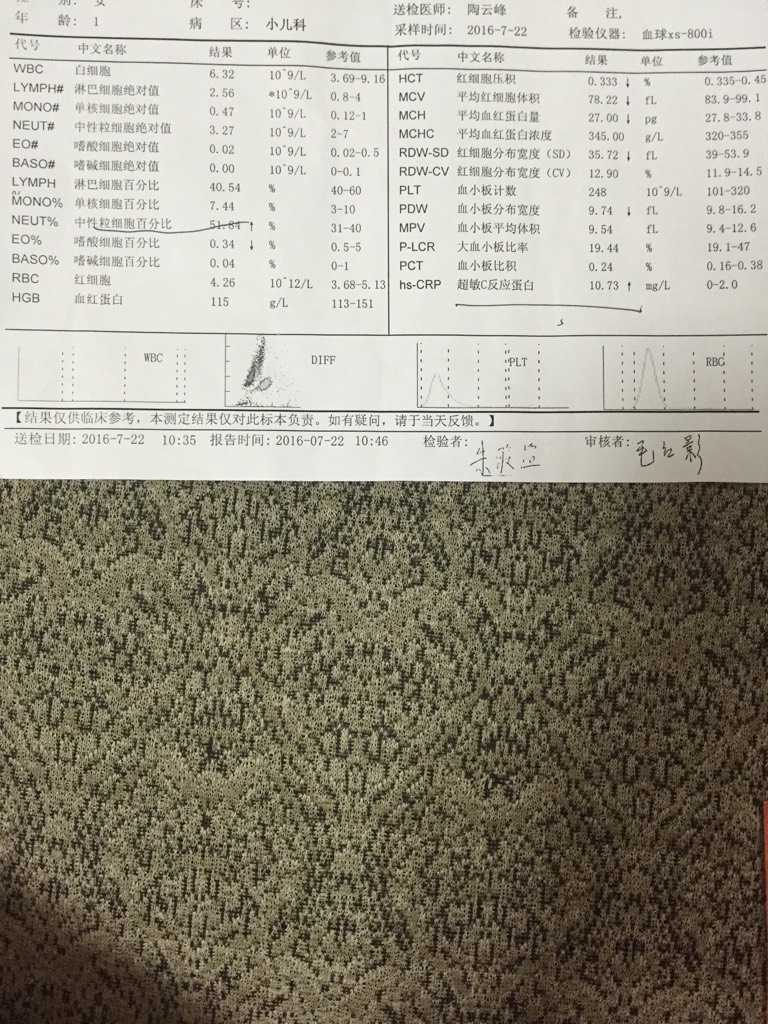 别: 女 床 号: 送检医师: 陶云峰 备 注,
年 龄: 1 病 区: 小儿科 采样时间: 2016-7-22 检验仪器: 血球xs-800i
代号 中文名称 结果 单位 参考值
WBC 白细胞 6.32 10^9/L 3.69-9.16
LYMPH# 淋巴细胞绝对值 2.56 *10^9/L 0.8-4
MONO# 单核细胞绝对值 0.47 10^9/L 0.12-1
NEUT# 中性粒细胞绝对值 3.27 10^9/L 2-7
EO# 嗜酸细胞绝对值 0.02 10^9/L 0.02-0.5
BASO# 嗜碱细胞绝对值 0.00 10^9/L 0-0.1
LYMPH% 淋巴细胞百分比 40.54 % 40-60
MONO% 单核细胞百分比 7.44 % 3-10
NEUT% 中性粒细胞百分比 51.84 ↑ % 31-40
EO% 嗜酸细胞百分比 0.34 ↓ % 0.5-5
BASO% 嗜碱细胞百分比 0.04 % 0-1
RBC 红细胞 4.26 10^12/L 3.68-5.13
HGB 血红蛋白 115 g/L 113-151
代号 中文名称 结果 单位 参考值
HCT 红细胞压积 0.333 ↓ % 0.335-0.45
MCV 平均红细胞体积 78.22 ↓ fL 83.9-99.1
MCH 平均血红蛋白量 27.00 ↓ pg 27.8-33.8
MCHC 平均血红蛋白浓度 345.00 g/L 320-355
RDW-SD 红细胞分布宽度(SD) 35.72 ↓ fL 39-53.9
RDW-CV 红细胞分布宽度(CV) 12.90 % 11.9-14.5
PLT 血小板计数 248 10^9/L 101-320
PDW 血小板分布宽度 9.74 ↓ fL 9.8-16.2
MPV 血小板平均体积 9.54 fL 9.4-12.6
P-LCR 大血小板比率 19.44 % 19.1-47
PCT 血小板比积 0.24 % 0.16-0.38
hs-CRP 超敏C反应蛋白 10.73 ↑ mg/L 0-2.0
WBC DIFF PLT RBC
【结果仅供临床参考,本测定结果仅对此标本负责。如有疑问,请于当天反馈。】
送检日期: 2016-7-22 10:35 报告时间: 2016-07-22 10:46 检验者: 审核者: 毛红影